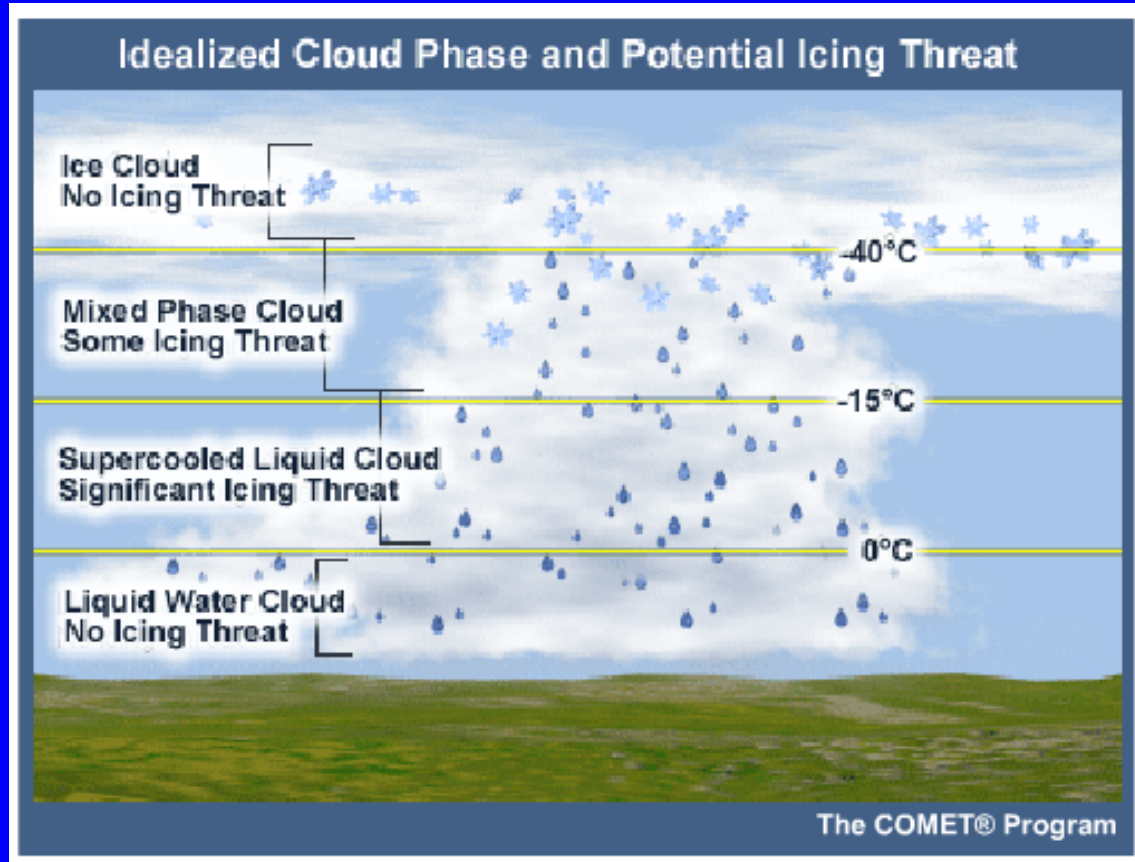 Idealized Cloud Phase and Potential Icing Threat
Ice Cloud
No Icing Threat
-40°C
Mixed Phase Cloud
Some Icing Threat
-15°C
Supercooled Liquid Cloud
Significant Icing Threat
0°C
Liquid Water Cloud
No Icing Threat
The COMET® Program